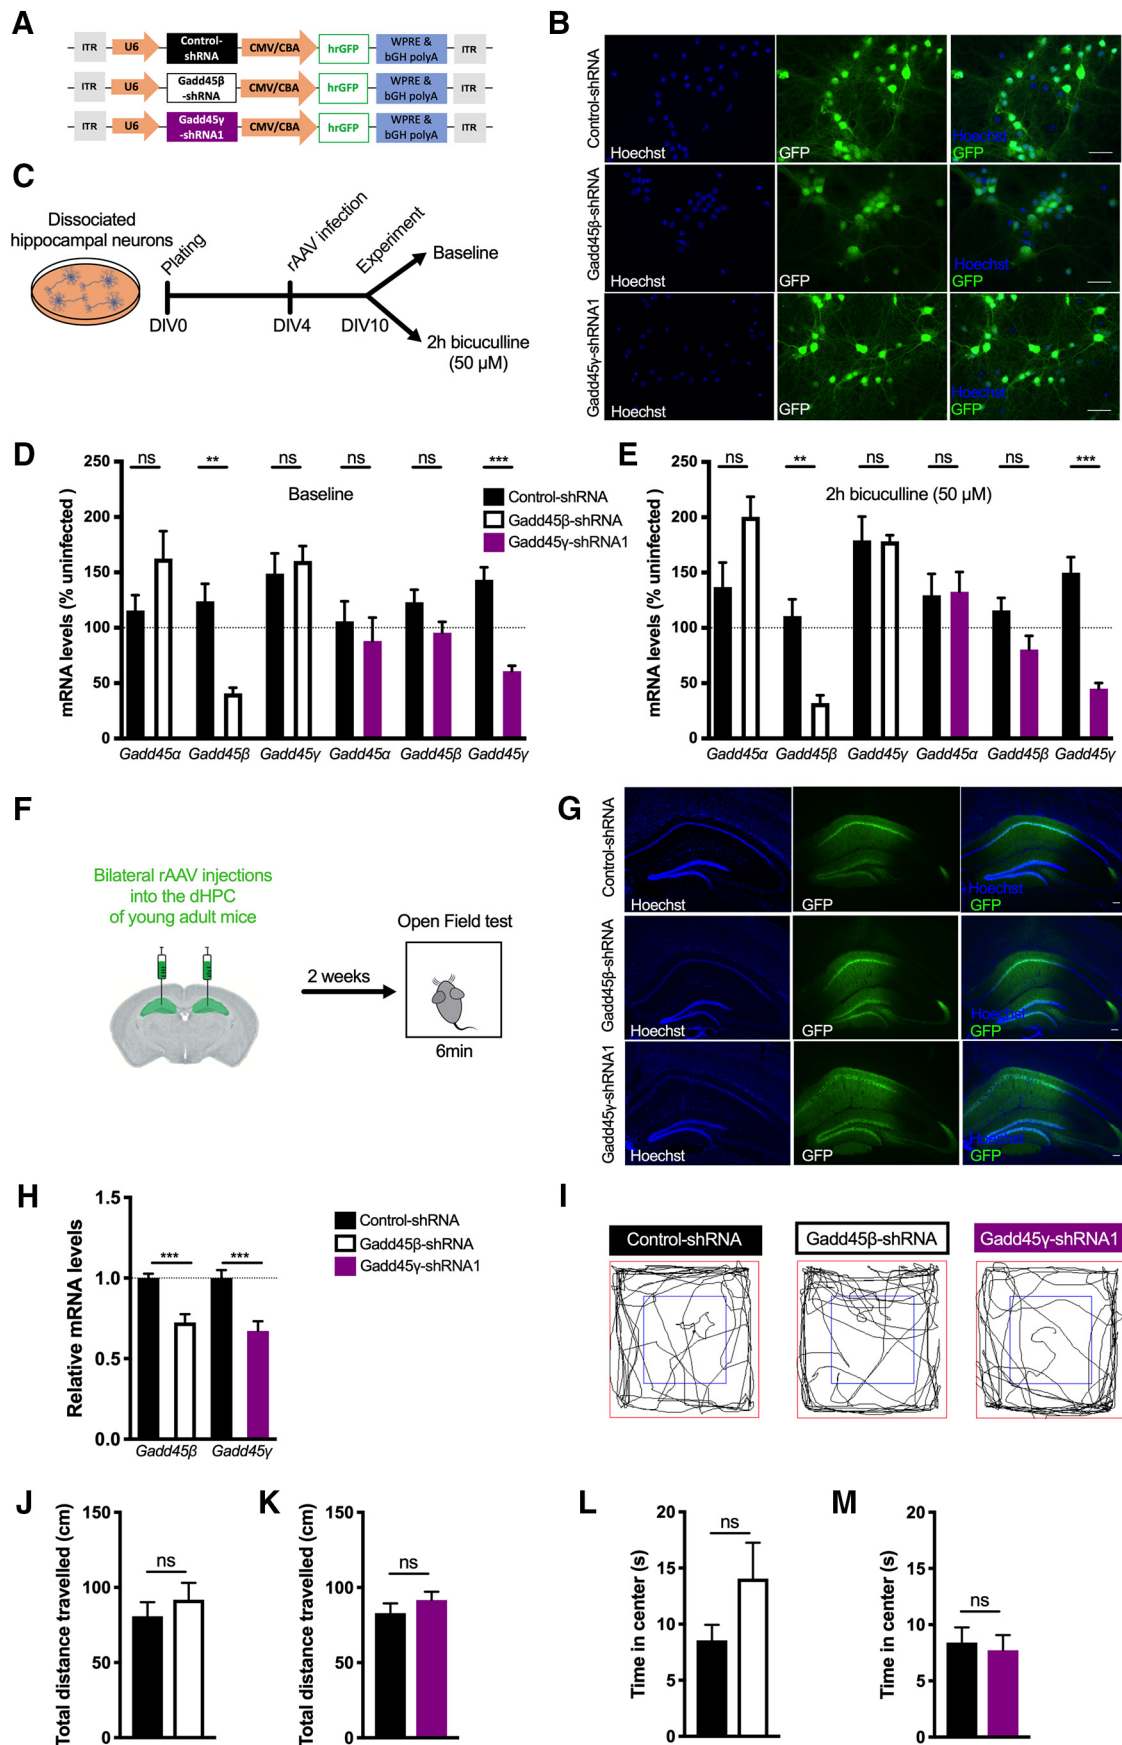 A
ITR
U6
Control-
shRNA
CMV/CBA
hrGFP
WPRE &
bGH polyA
ITR
ITR
U6
Gadd45β
-shRNA
CMV/CBA
hrGFP
WPRE &
bGH polyA
ITR
ITR
U6
Gadd45γ
-shRNA1
CMV/CBA
hrGFP
WPRE &
bGH polyA
ITR
B
Control-shRNA
Hoechst
GFP
Hoechst
GFP
Gadd45β-shRNA
Hoechst
GFP
Hoechst
GFP
Gadd45γ-shRNA1
Hoechst
GFP
Hoechst
GFP
C
Dissociated
hippocampal neurons
Plating
rAAV infection
Experiment
DIV0
DIV4
DIV10
Baseline
2h bicuculline
(50 µM)
D
mRNA levels (% uninfected )
250
200
150
100
50
0
ns
**
ns
ns
ns
***
Baseline
Control-shRNA
Gadd45β-shRNA
Gadd45γ-shRNA1
Gadd45α
Gadd45β
Gadd45γ
Gadd45α
Gadd45β
Gadd45γ
E
mRNA levels (% uninfected )
250
200
150
100
50
0
ns
**
ns
ns
ns
***
2h bicuculline (50 µM)
Gadd45α
Gadd45β
Gadd45γ
Gadd45α
Gadd45β
Gadd45γ
F
Bilateral rAAV injections
into the dHPC
of young adult mice
2 weeks
Open Field test
6min
G
Control-shRNA
Hoechst
GFP
Hoechst
GFP
Gadd45β-shRNA
Hoechst
GFP
Hoechst
GFP
Gadd45γ-shRNA1
Hoechst
GFP
Hoechst
GFP
H
Relative mRNA levels
1.5
1.0
0.5
0.0
***
***
Gadd45β
Gadd45γ
Control-shRNA
Gadd45β-shRNA
Gadd45γ-shRNA1
I
Control-shRNA
Gadd45β-shRNA
Gadd45γ-shRNA1
J
Total distance travelled (cm)
150
100
50
0
ns
K
Total distance travelled (cm)
150
100
50
0
ns
L
Time in center (s)
20
15
10
5
0
ns
M
Time in center (s)
20
15
10
5
0
ns